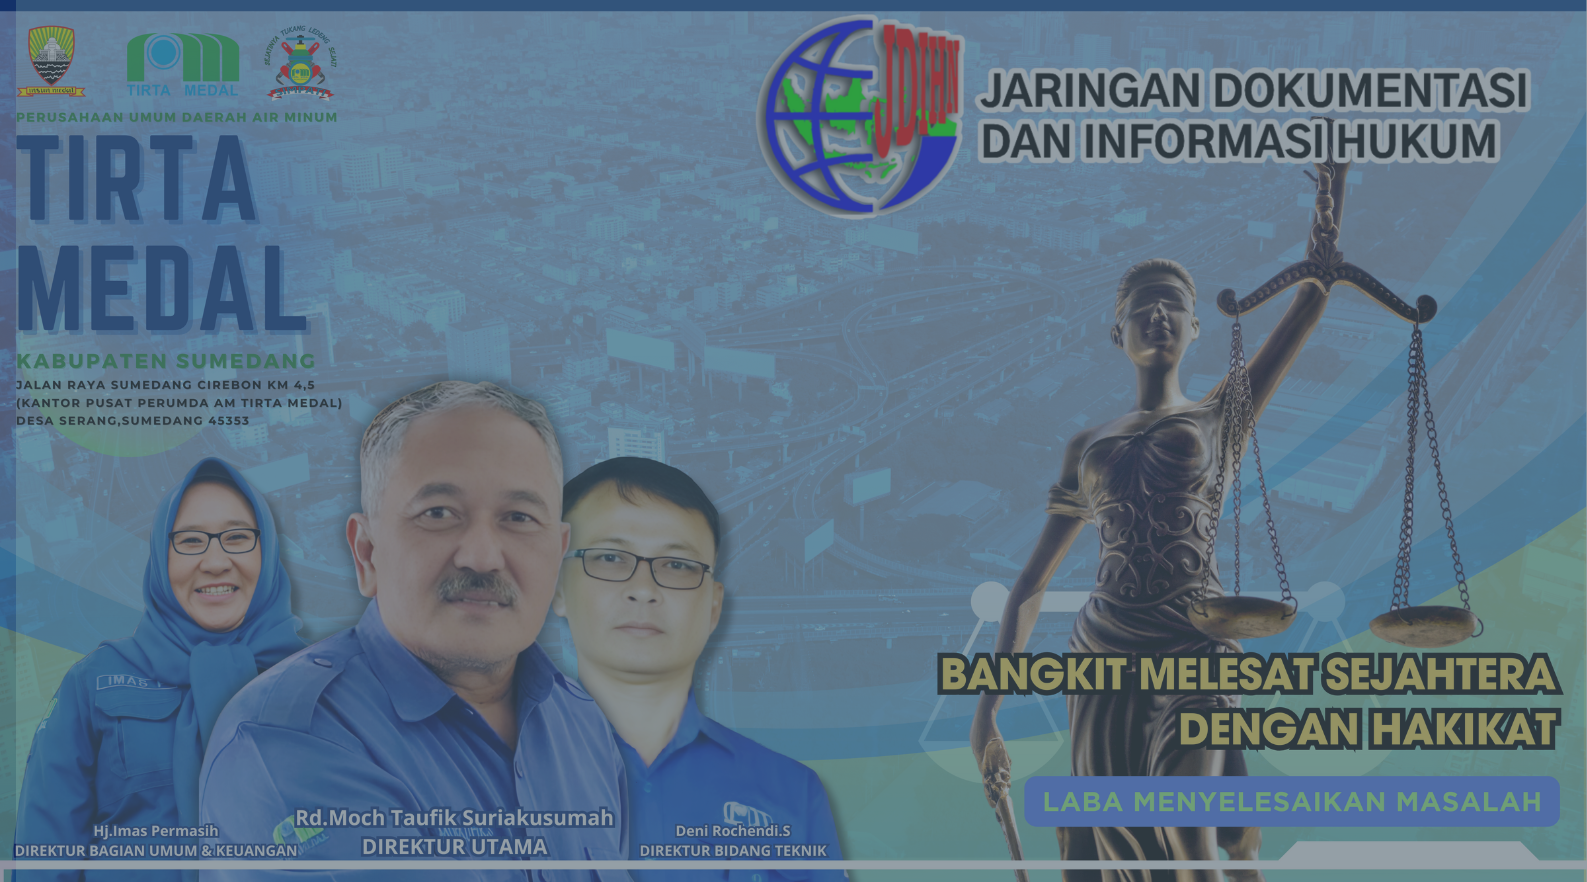 TIRTA MEDAL
PERUSAHAAN UMUM DAERAH AIR MINUM
TIRTA
MEDAL
KABUPATEN SUMEDANG
JALAN RAYA SUMEDANG CIREBON KM 4,5
(KANTOR PUSAT PERUMDA AM TIRTA MEDAL)
DESA SERANG,SUMEDANG 45353
JDIHN
JARINGAN DOKUMENTASI
DAN INFORMASI HUKUM
BANGKIT MELESAT SEJAHTERA
DENGAN HAKIKAT
LABA MENYELESAIKAN MASALAH
IMAS
Hj.Imas Permasih
DIREKTUR BAGIAN UMUM & KEUANGAN
Rd.Moch Taufik Suriakusumah
DIREKTUR UTAMA
Deni Rochendi.S
DIREKTUR BIDANG TEKNIK